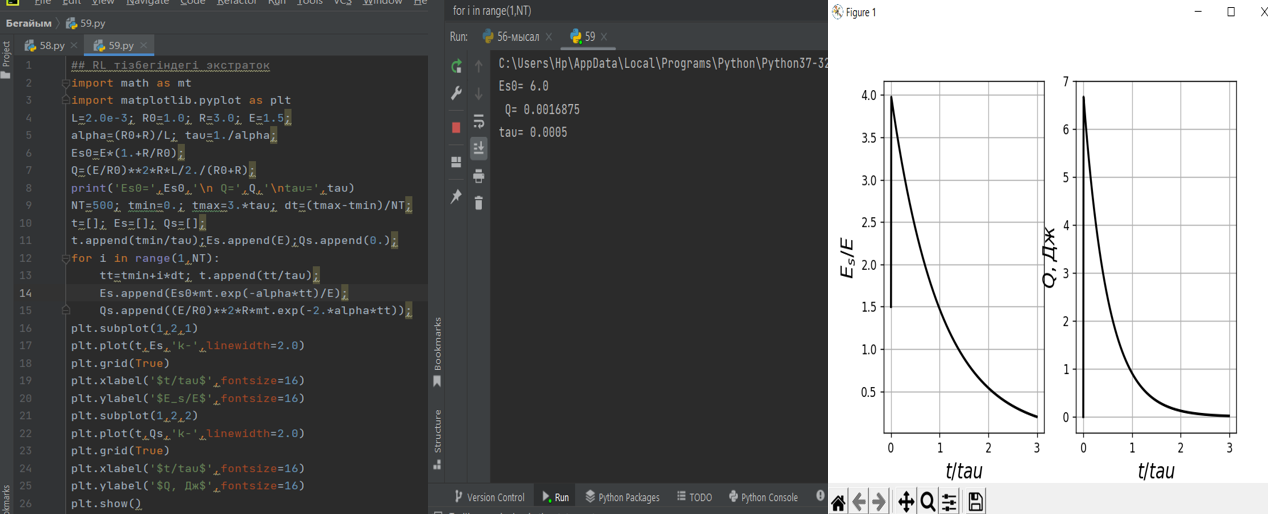 File Edit View Navigate Code Refactor Run Tools VCS Window
Бегайым 59.py
58.py 59.py
Project
1 ## RL тізбегіндегі экстраток
2 import math as mt
3 import matplotlib.pyplot as plt
4 L=2.0e-3; R0=1.0; R=3.0; E=1.5;
5 alpha=(R0+R)/L; tau=1./alpha;
6 Es0=E*(1.+R/R0);
7 Q=(E/R0)**2*R*L/2./(R0+R);
8 print('Es0=',Es0,'\n Q=',Q,'\ntau=',tau)
9 NT=500; tmin=0.; tmax=3.*tau; dt=(tmax-tmin)/NT;
10 t=[]; Es=[]; Qs=[];
11 t.append(tmin/tau);Es.append(E);Qs.append(0.);
12 for i in range(1,NT):
13 tt=tmin+i*dt; t.append(tt/tau);
14 Es.append(Es0*mt.exp(-alpha*tt)/E);
15 Qs.append((E/R0)**2*R*mt.exp(-2.*alpha*tt));
16 plt.subplot(1,2,1)
17 plt.plot(t,Es,'k-',linewidth=2.0)
18 plt.grid(True)
19 plt.xlabel('$t/tau$',fontsize=16)
20 plt.ylabel('$E_s/E$',fontsize=16)
21 plt.subplot(1,2,2)
22 plt.plot(t,Qs,'k-',linewidth=2.0)
23 plt.grid(True)
24 plt.xlabel('$t/tau$',fontsize=16)
25 plt.ylabel('$Q, Дж$',fontsize=16)
26 plt.show()
for i in range(1,NT)
Run: 56-мысал 59
C:\Users\Hp\AppData\Local\Programs\Python\Python37-32
Es0= 6.0
Q= 0.0016875
tau= 0.0005
Bookmarks
Structure
Version Control Run Python Packages TODO Python Console
Figure 1
4.0
3.5
3.0
2.5
2.0
1.5
1.0
0.5
E_s/E
0 1 2 3
t/tau
7
6
5
4
3
2
1
0
Q, Дж
0 1 2 3
t/tau